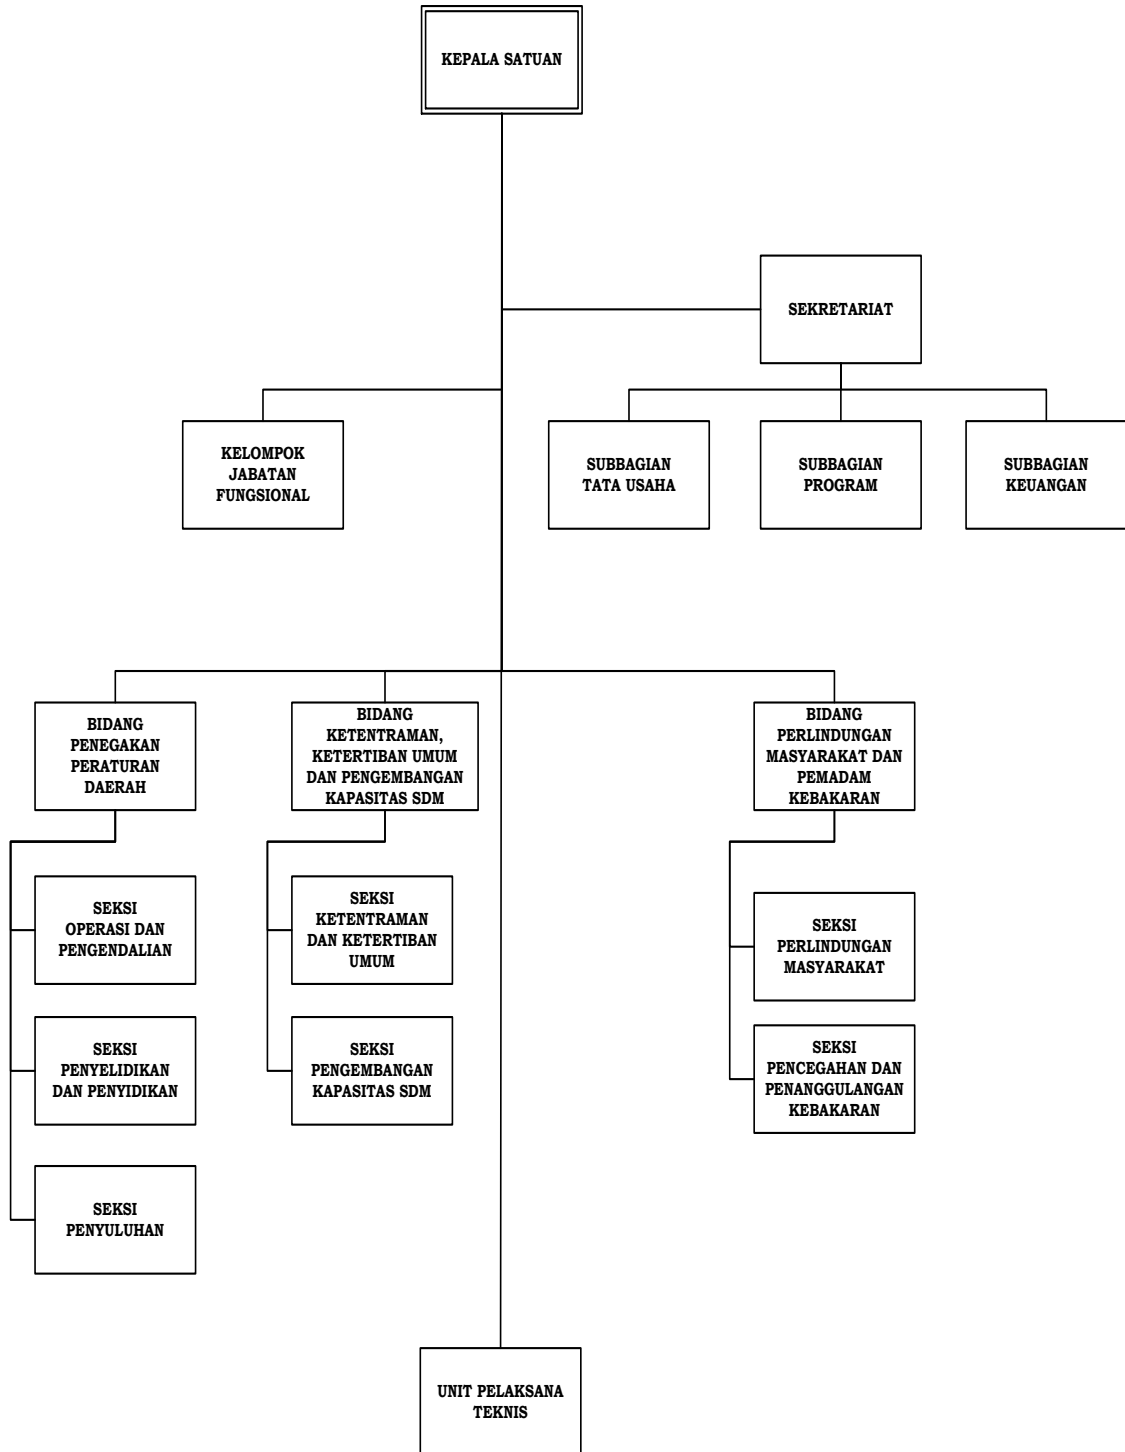 KEPALA SATUAN
SEKRETARIAT
KELOMPOK
JABATAN
FUNGSIONAL
SUBBAGIAN
TATA USAHA
SUBBAGIAN
PROGRAM
SUBBAGIAN
KEUANGAN
BIDANG
PENEGAKAN
PERATURAN
DAERAH
BIDANG
KETENTRAMAN,
KETERTIBAN UMUM
DAN PENGEMBANGAN
KAPASITAS SDM
BIDANG
PERLINDUNGAN
MASYARAKAT DAN
PEMADAM
KEBAKARAN
SEKSI
OPERASI DAN
PENGENDALIAN
SEKSI
KETENTRAMAN
DAN KETERTIBAN
UMUM
SEKSI
PERLINDUNGAN
MASYARAKAT
SEKSI
PENYELIDIKAN
DAN PENYIDIKAN
SEKSI
PENGEMBANGAN
KAPASITAS SDM
SEKSI
PENCEGAHAN DAN
PENANGGULANGAN
KEBAKARAN
SEKSI
PENYULUHAN
UNIT PELAKSANA
TEKNIS